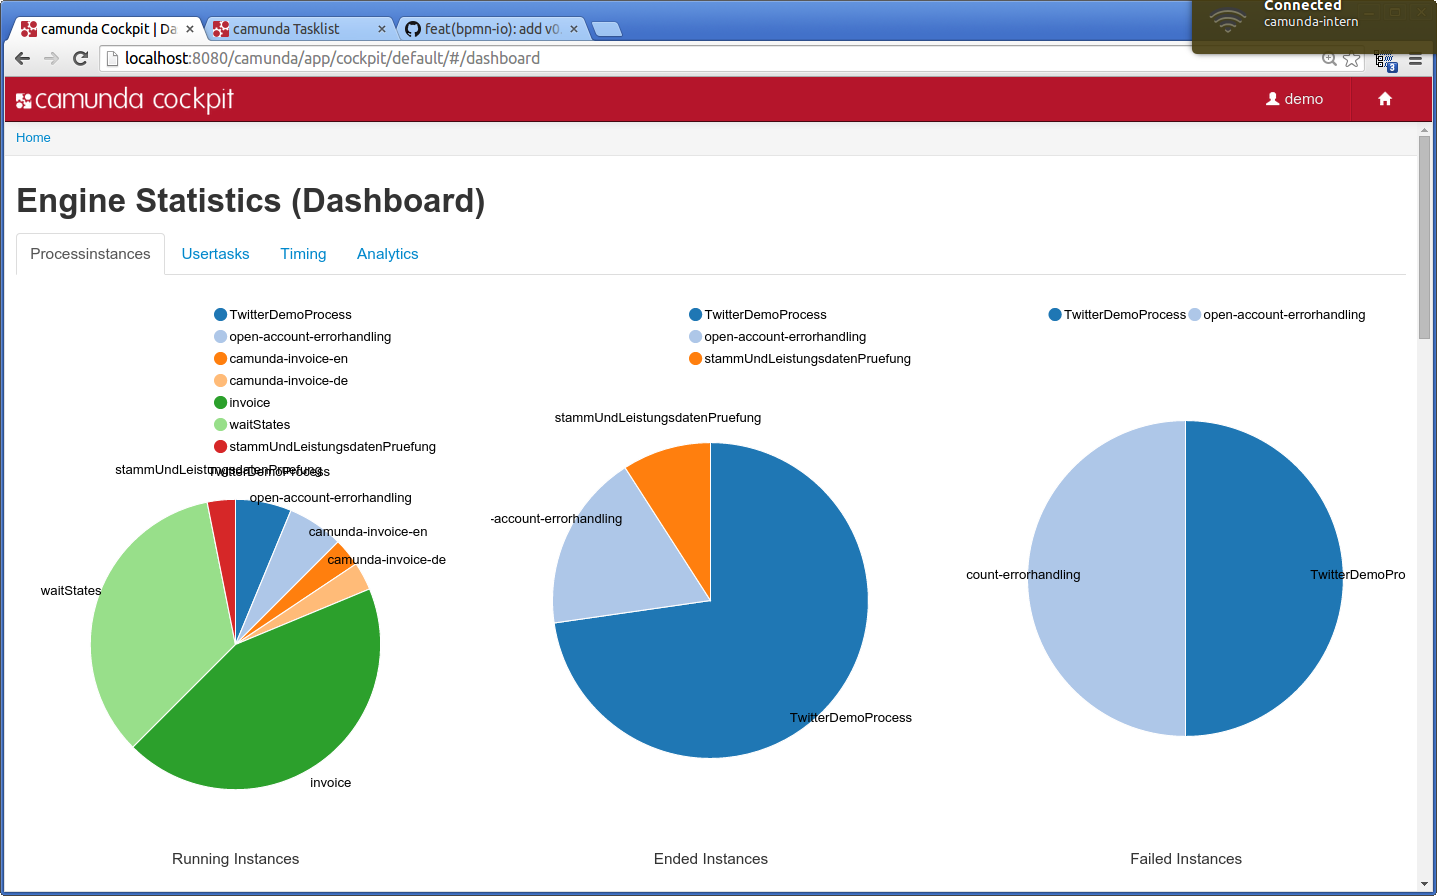 Connected
camunda-intern
camunda Cockpit | Da
camunda Tasklist
feat(bpmn-io): add v0.
localhost:8080/camunda/app/cockpit/default/#/dashboard
3
camunda cockpit
demo
Home
Engine Statistics (Dashboard)
Processinstances
Usertasks
Timing
Analytics
TwitterDemoProcess
open-account-errorhandling
camunda-invoice-en
camunda-invoice-de
invoice
waitStates
stammUndLeistungsdatenPruefung
stammUndLeistungsdatenPruefung
TwitterDemoProcess
open-account-errorhandling
camunda-invoice-en
camunda-invoice-de
waitStates
invoice
Running Instances
TwitterDemoProcess
open-account-errorhandling
stammUndLeistungsdatenPruefung
stammUndLeistungsdatenPruefung
-account-errorhandling
TwitterDemoProcess
Ended Instances
TwitterDemoProcess
open-account-errorhandling
count-errorhandling
TwitterDemoPro
Failed Instances